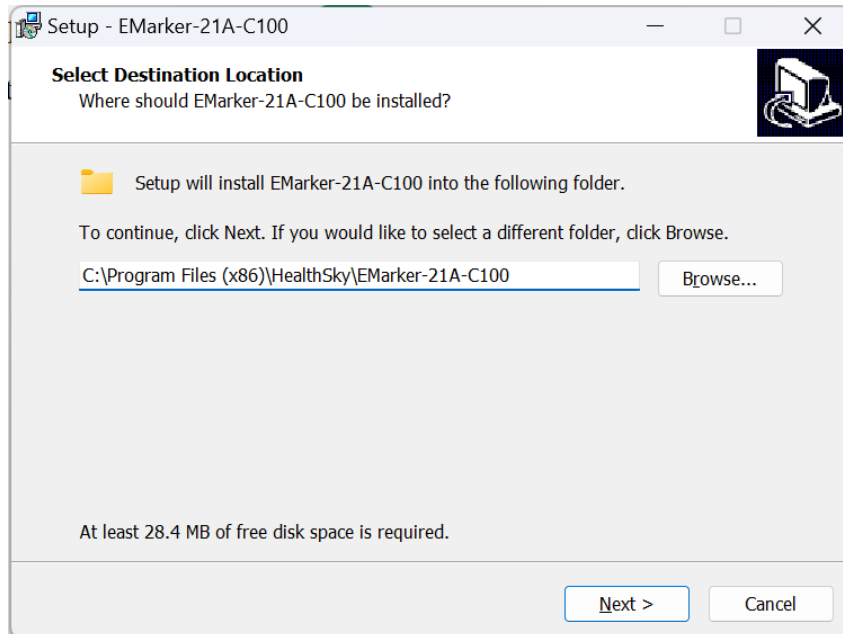 Setup - EMarker-21A-C100
Select Destination Location
Where should EMarker-21A-C100 be installed?
Setup will install EMarker-21A-C100 into the following folder.
To continue, click Next. If you would like to select a different folder, click Browse.
C:\Program Files (x86)\HealthSky\EMarker-21A-C100
Browse...
At least 28.4 MB of free disk space is required.
Next >
Cancel